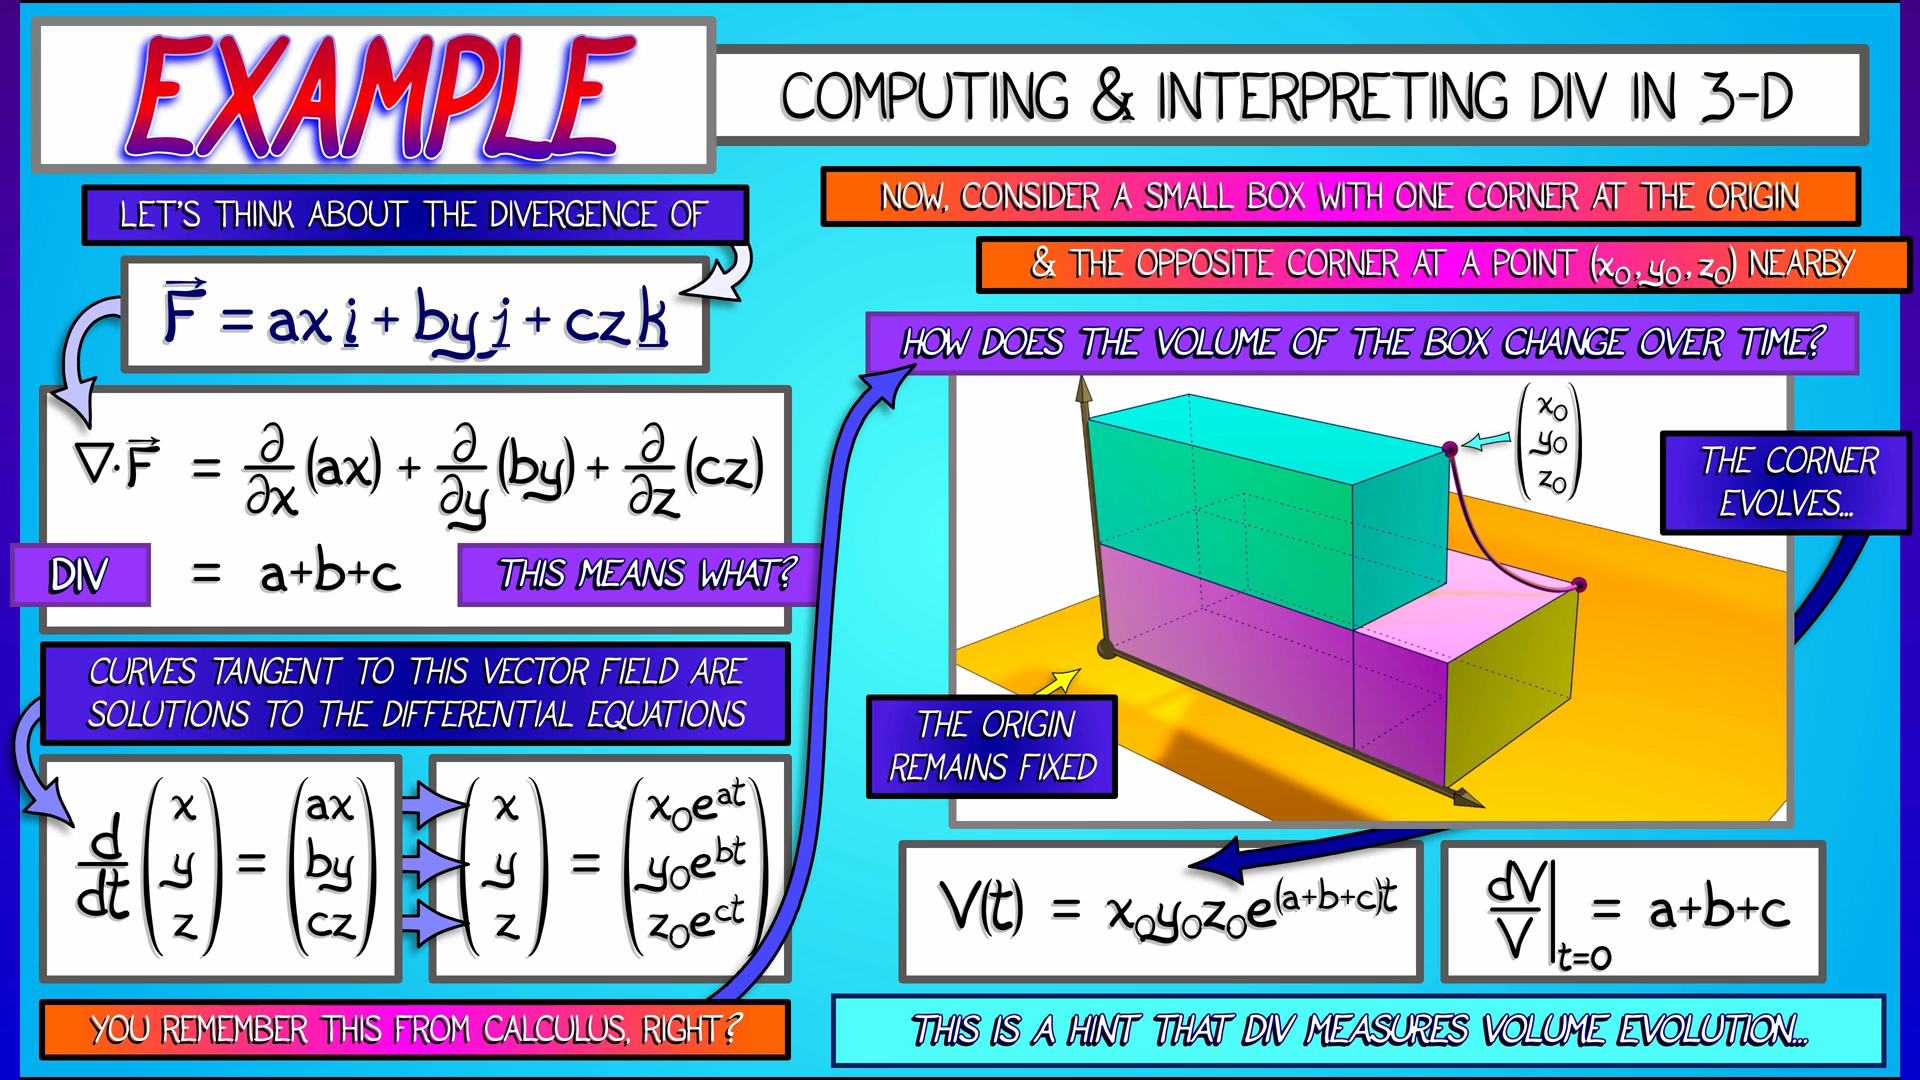 EXAMPLE
COMPUTING & INTERPRETING DIV IN 3-D
LET'S THINK ABOUT THE DIVERGENCE OF
F⃗ = ax i + by j + cz k
∇·F⃗ = ∂/∂x (ax) + ∂/∂y (by) + ∂/∂z (cz)
DIV = a+b+c
THIS MEANS WHAT?
CURVES TANGENT TO THIS VECTOR FIELD ARE
SOLUTIONS TO THE DIFFERENTIAL EQUATIONS
d/dt (x y z) = (ax by cz)
(x y z) = (x₀e^at y₀e^bt z₀e^ct)
YOU REMEMBER THIS FROM CALCULUS, RIGHT?
NOW, CONSIDER A SMALL BOX WITH ONE CORNER AT THE ORIGIN
& THE OPPOSITE CORNER AT A POINT (x₀, y₀, z₀) NEARBY
HOW DOES THE VOLUME OF THE BOX CHANGE OVER TIME?
(x₀ y₀ z₀)
THE CORNER
EVOLVES...
THE ORIGIN
REMAINS FIXED
V(t) = x₀y₀z₀e^(a+b+c)t
dV/V |t=0 = a+b+c
THIS IS A HINT THAT DIV MEASURES VOLUME EVOLUTION...